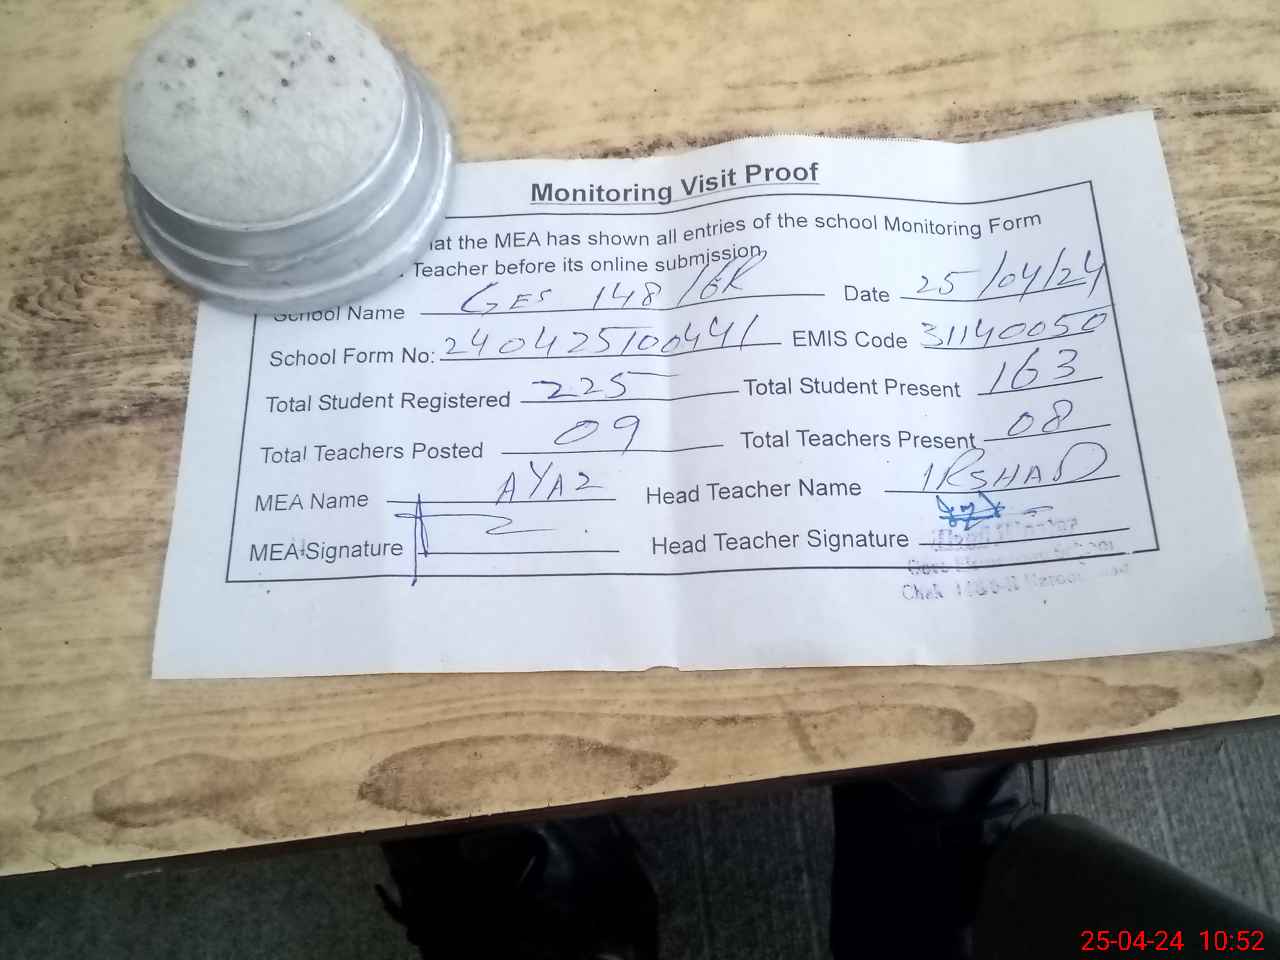 Monitoring Visit Proof
hat the MEA has shown all entries of the school Monitoring Form
. Teacher before its online submission.
School Name GES 148/6R Date 25/04/24
School Form No: 240425100441 EMIS Code 31140050
Total Student Registered 225 Total Student Present 163
Total Teachers Posted 09 Total Teachers Present 08
MEA Name AYAZ Head Teacher Name IRSHAD
MEA Signature Head Teacher Signature
Chak
25-04-24 10:52